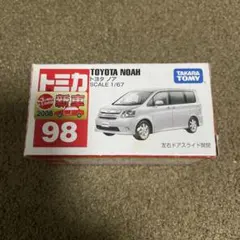 トミカ
TOYOTA NOAH
トヨタ ノア
SCALE 1/67
TAKARA
TOMY
新車
2008
98
左右ドアスライド開閉